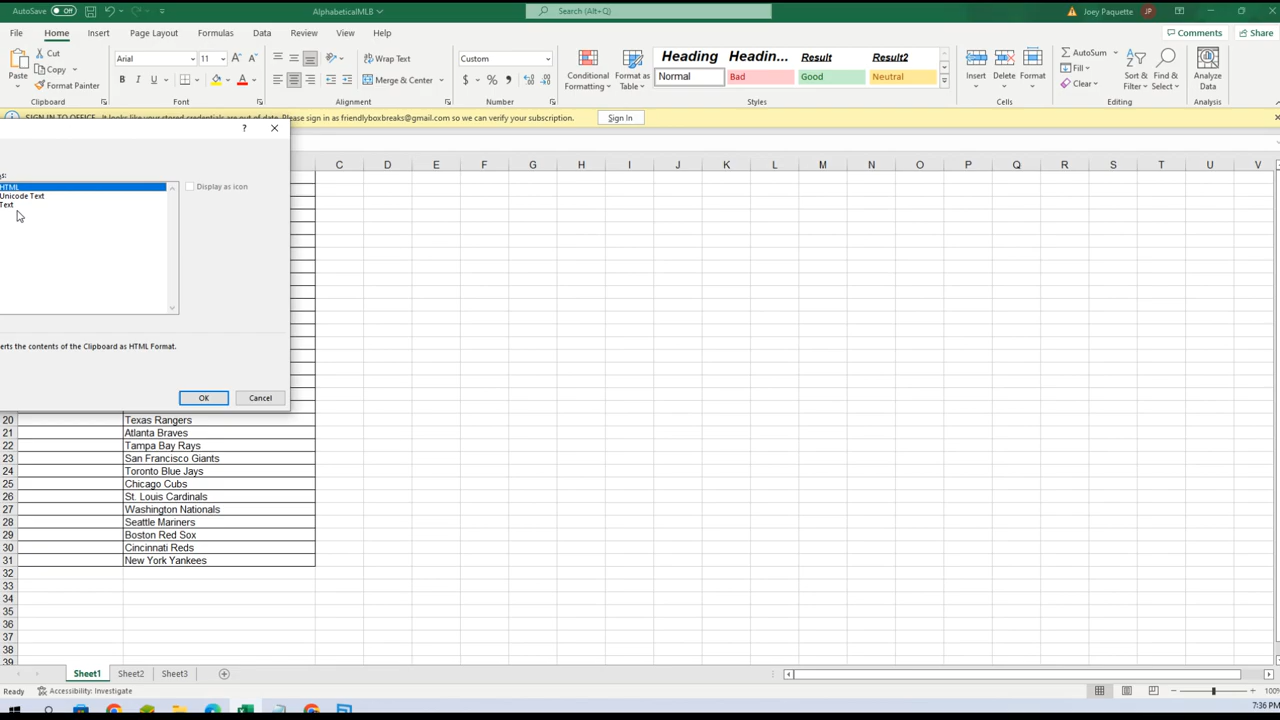 AutoSave Off AlphabeticalMLB Search (Alt+Q) Joey Paquette JP
File Home Insert Page Layout Formulas Data Review View Help Comments Share
Paste Cut Copy Format Painter Clipboard
Arial 11 A A B I U A Font
Wrap Text Merge & Center Alignment
Custom $ % Number
Conditional Formatting Format as Table
Heading Headin... Result Result2
Normal Bad Good Neutral
Styles
Insert Delete Format Cells
AutoSum Fill Clear Sort & Filter Find & Select Editing
Analyze Data Analysis
SIGN IN TO OFFICE It looks like your stored credentials are out of date. Please sign in as friendlyboxbreaks@gmail.com so we can verify your subscription. Sign In
C D E F G H I J K L M N O P Q R S T U V
?
s:
HTML
Unicode Text
Text
Display as icon
erts the contents of the Clipboard as HTML Format.
OK Cancel
20 Texas Rangers
21 Atlanta Braves
22 Tampa Bay Rays
23 San Francisco Giants
24 Toronto Blue Jays
25 Chicago Cubs
26 St. Louis Cardinals
27 Washington Nationals
28 Seattle Mariners
29 Boston Red Sox
30 Cincinnati Reds
31 New York Yankees
32
33
34
35
36
37
38
39
Sheet1 Sheet2 Sheet3
Ready Accessibility: Investigate 100%
7:36 PM